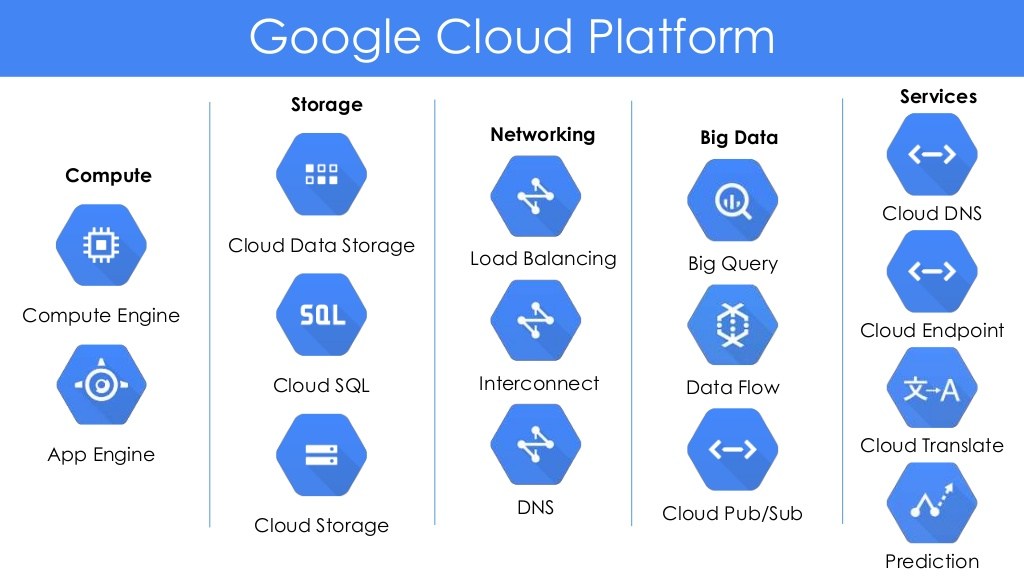 Google Cloud Platform
Compute
Compute Engine
App Engine
Storage
Cloud Data Storage
SQL
Cloud SQL
Cloud Storage
Networking
Load Balancing
Interconnect
DNS
Big Data
Big Query
Data Flow
Cloud Pub/Sub
Services
Cloud DNS
Cloud Endpoint
文→A
Cloud Translate
Prediction